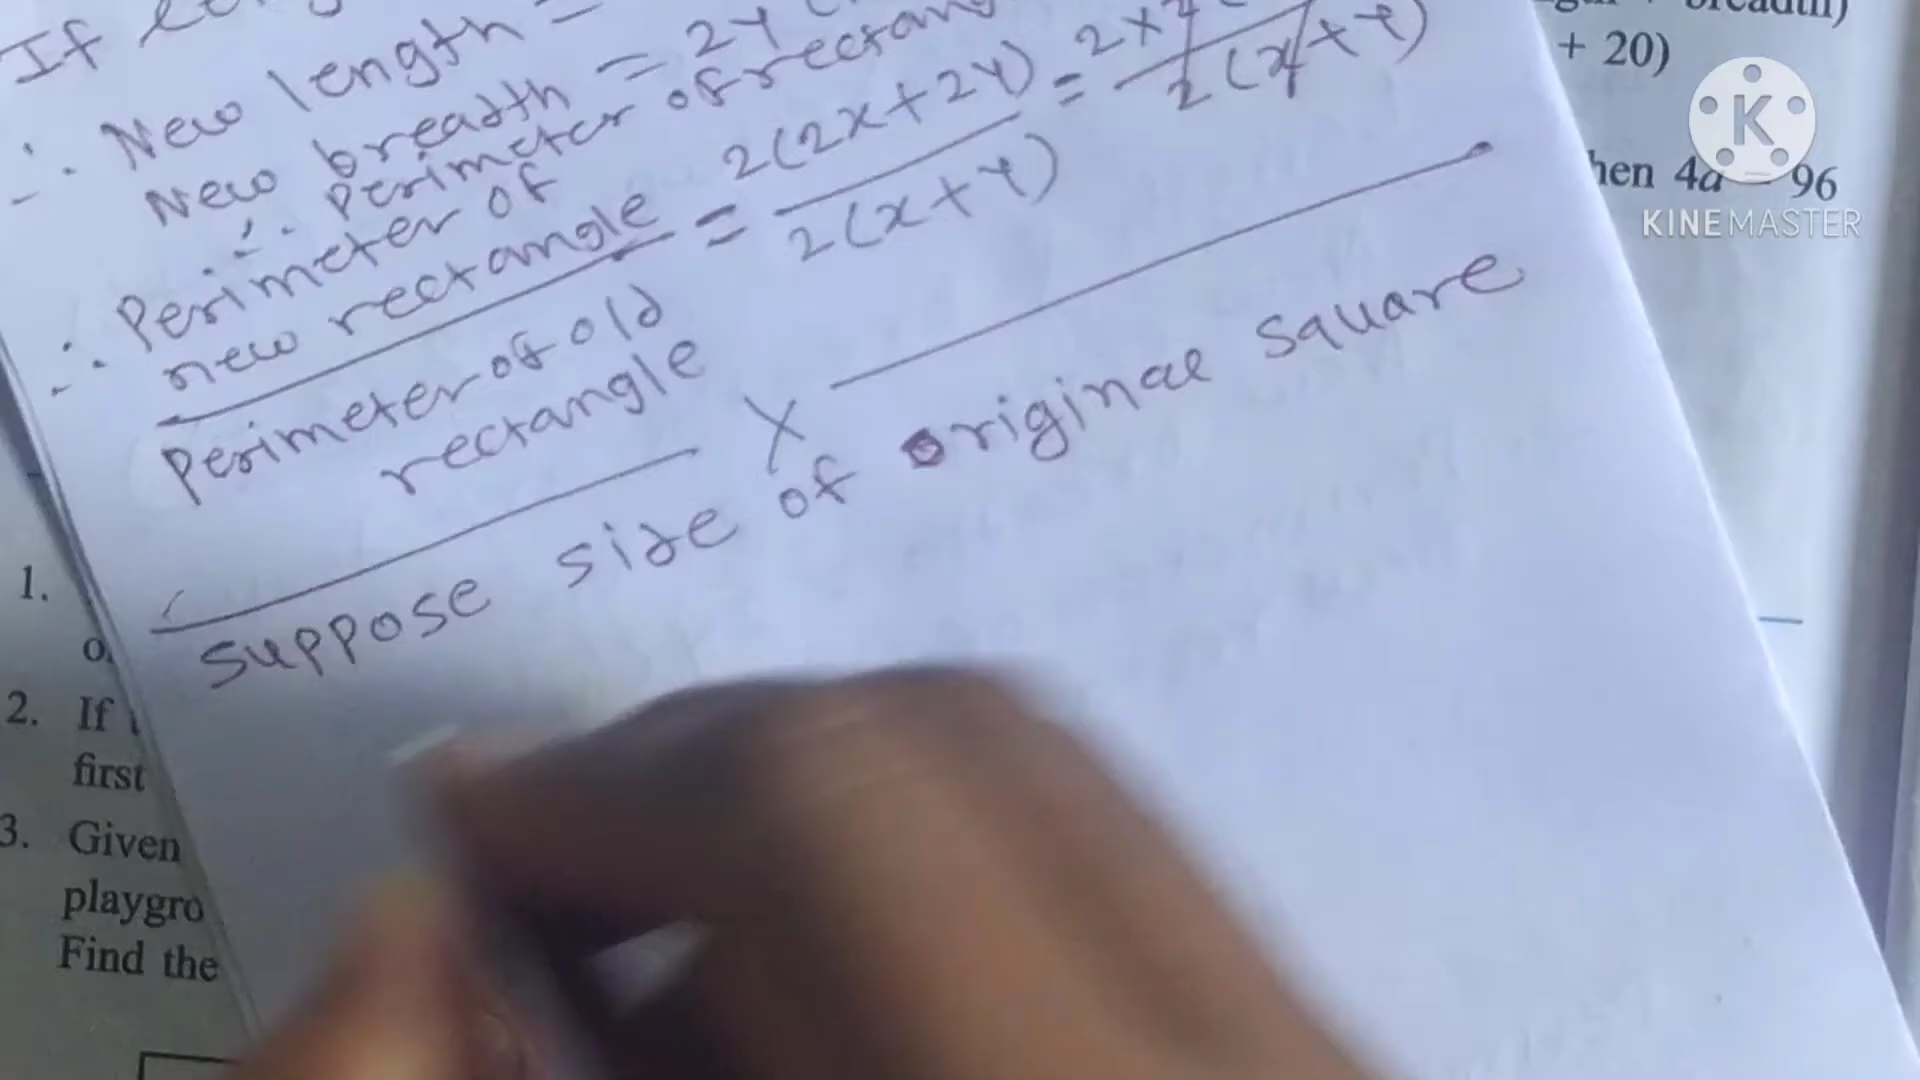 If
∴ New length =
New breadth = 2y
∴ Perimeter of rectan
∴ Perimeter of
new rectangle = 2(2x+2y) =
Perimeter of old
rectangle
2(x+y)
2(x+y)
X
Suppose side of original square
+ 20)
hen 4a = 96
KINEMASTER
1.
2. If
first
3. Given
playgro
Find the